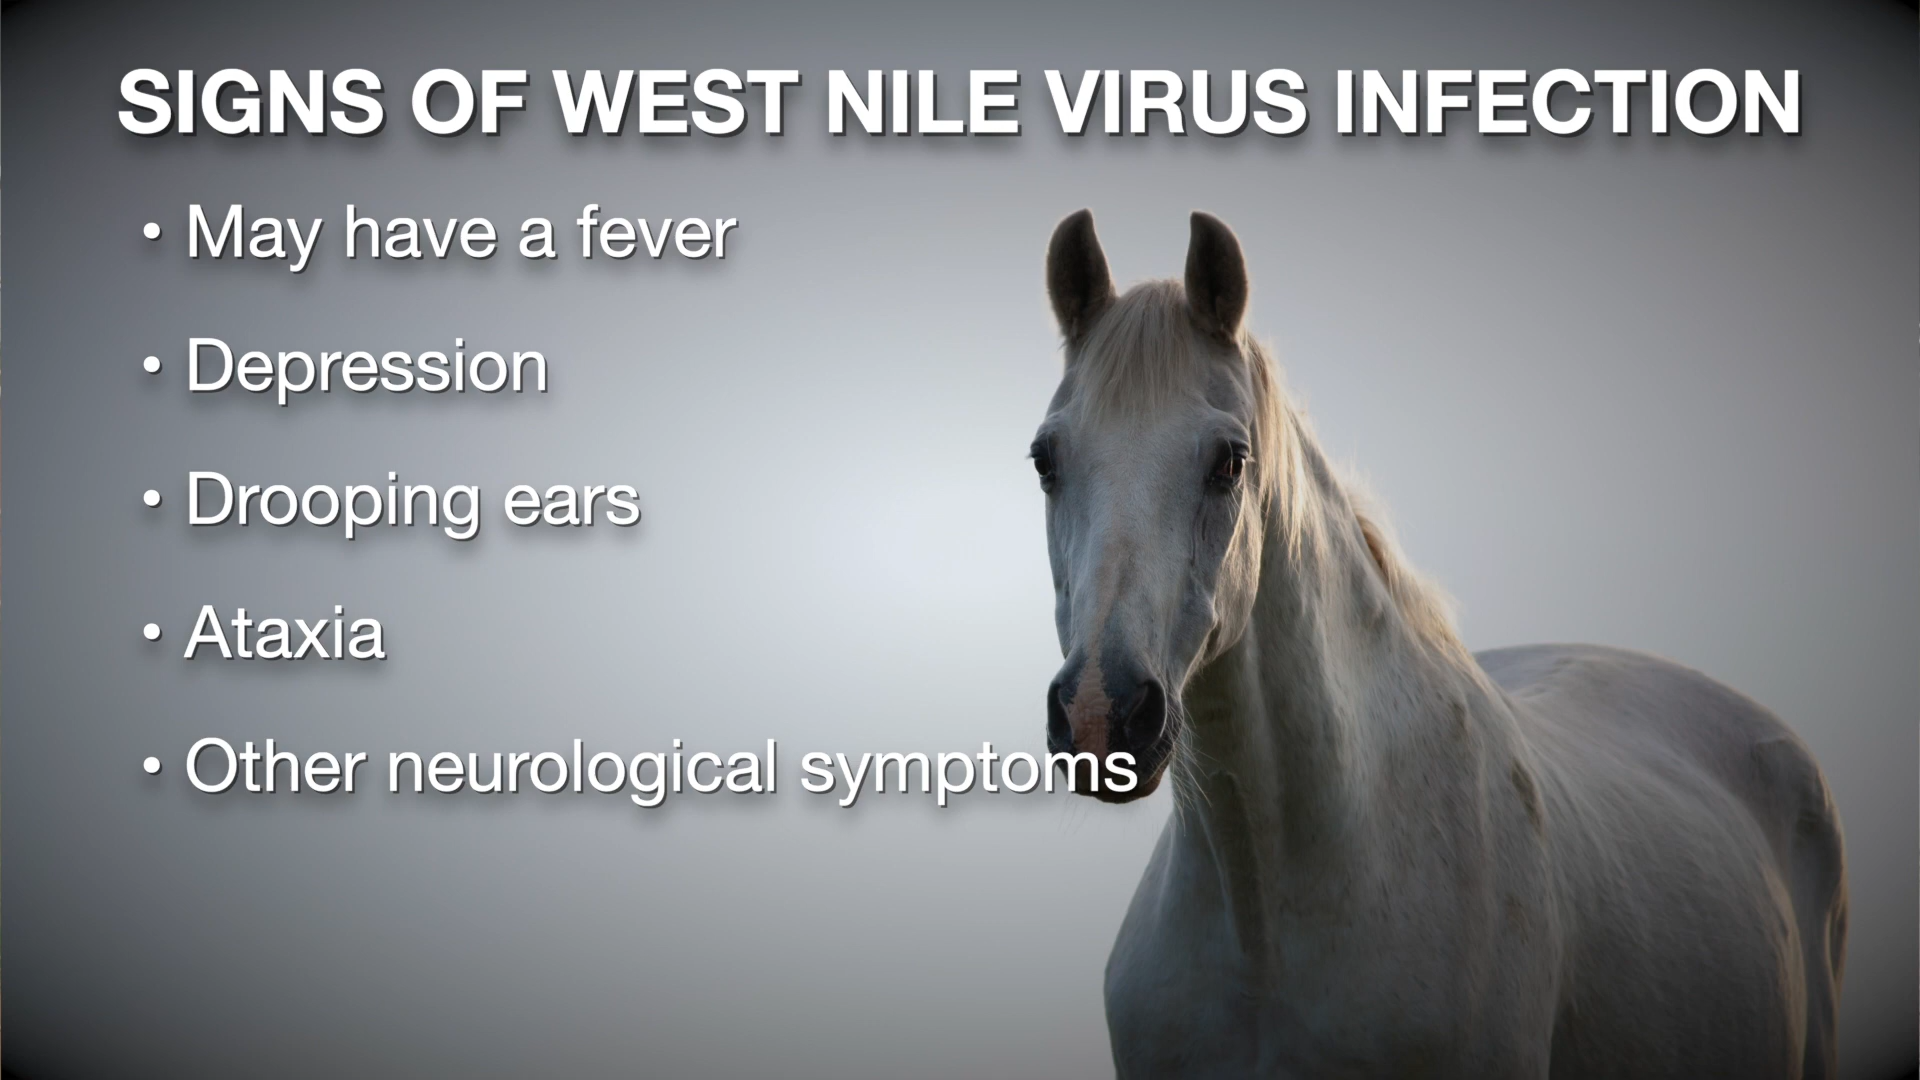 SIGNS OF WEST NILE VIRUS INFECTION
• May have a fever
• Depression
• Drooping ears
• Ataxia
• Other neurological symptoms